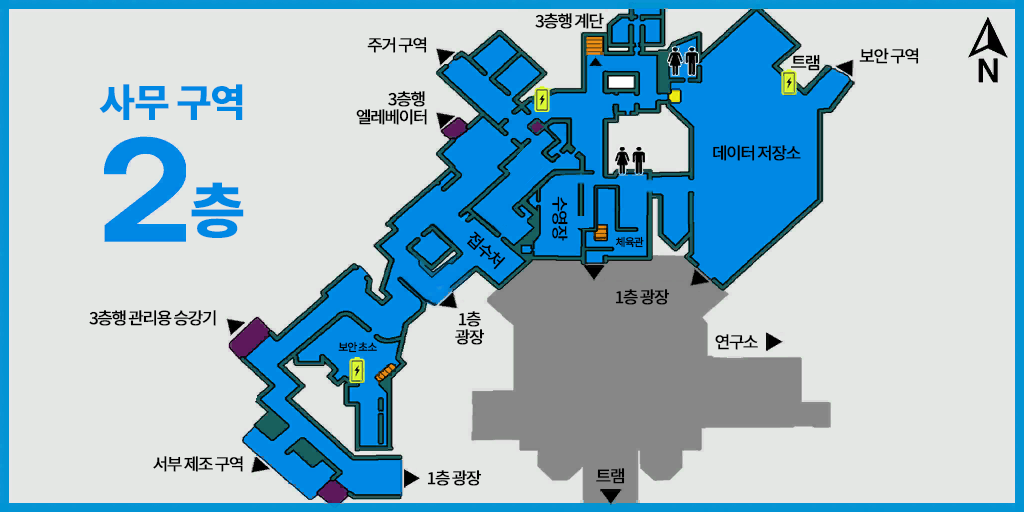 사무 구역
2층
3층행 계단
주거 구역
3층행
엘레베이터
트램
보안 구역
N
데이터 저장소
수영장
체육관
접수처
1층 광장
1층
광장
3층행 관리용 승강기
보안 초소
연구소
서부 제조 구역
1층 광장
트램